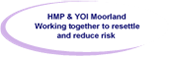 HMP & YOI Moorland
Working together to resettle
and reduce risk